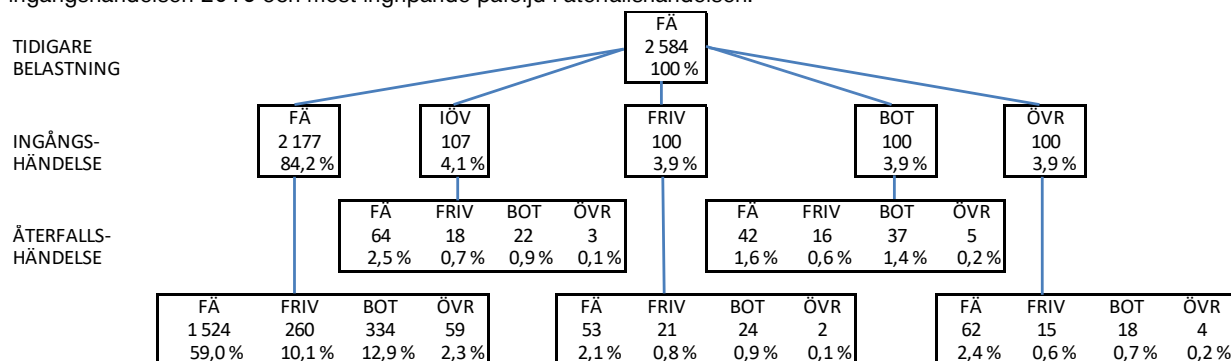 ingångshändelsen 2010 och mest ingripande påföljd i återfallshändelsen.
FÄ
TIDIGARE 2 584
BELASTNING 100 %
FÄ IÖV FRIV BOT ÖVR
INGÅNGS- 2 177 107 100 100 100
HÄNDELSE 84,2 % 4,1 % 3,9 % 3,9 % 3,9 %
FÄ FRIV BOT ÖVR FÄ FRIV BOT ÖVR
ÅTERFALLS- 64 18 22 3 42 16 37 5
HÄNDELSE 2,5 % 0,7 % 0,9 % 0,1 % 1,6 % 0,6 % 1,4 % 0,2 %
FÄ FRIV BOT ÖVR FÄ FRIV BOT ÖVR FÄ FRIV BOT ÖVR
1 524 260 334 59 53 21 24 2 62 15 18 4
59,0 % 10,1 % 12,9 % 2,3 % 2,1 % 0,8 % 0,9 % 0,1 % 2,4 % 0,6 % 0,7 % 0,2 %